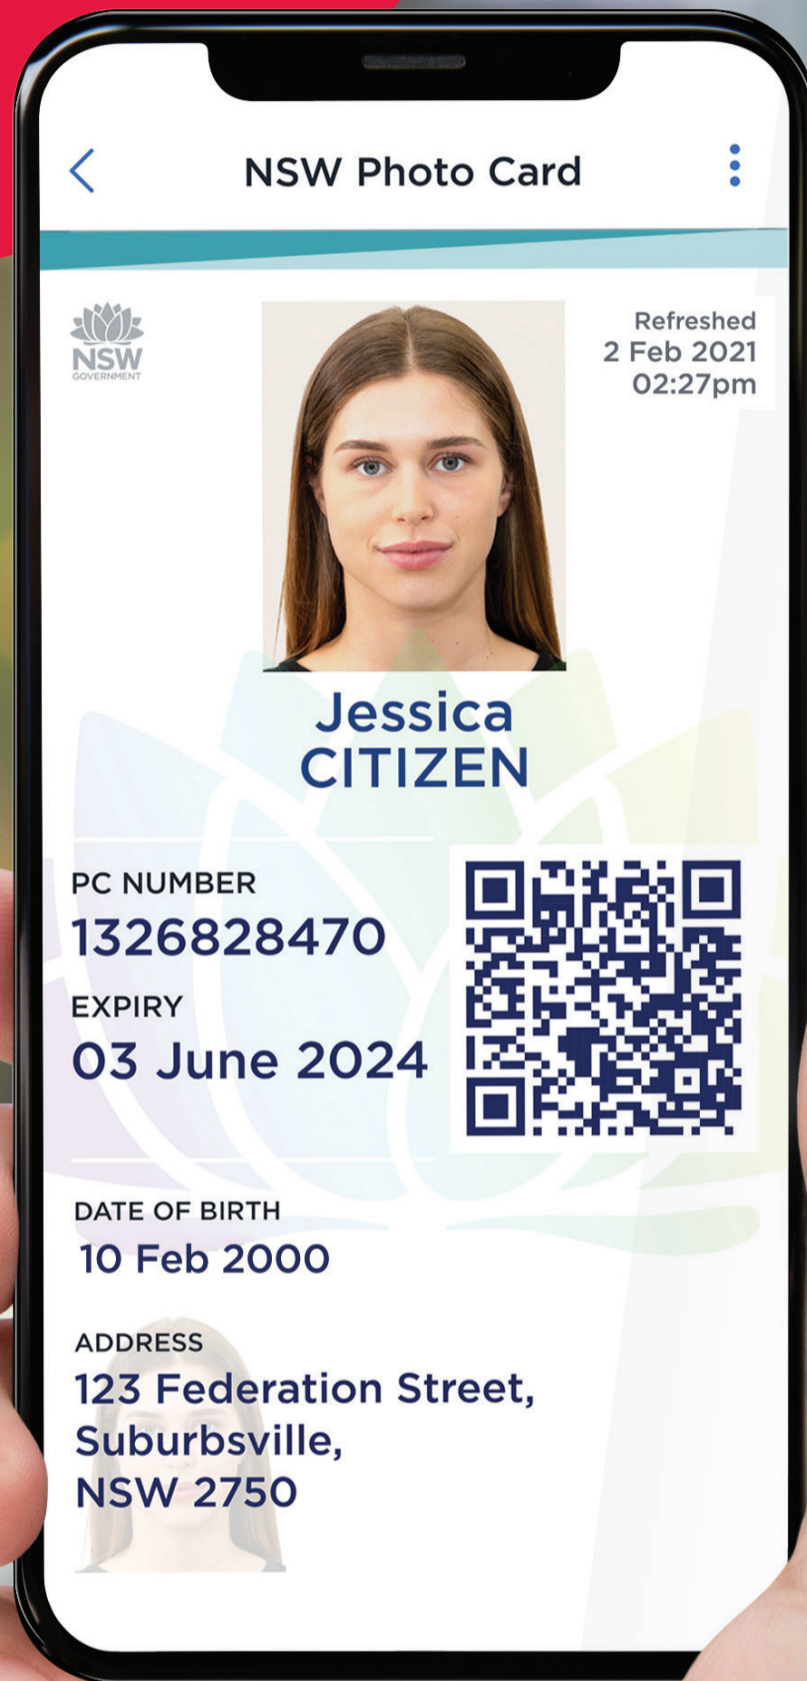 NSW Photo Card
NSW
GOVERNMENT
Refreshed
2 Feb 2021
02:27pm
Jessica
CITIZEN
PC NUMBER
1326828470
EXPIRY
03 June 2024
DATE OF BIRTH
10 Feb 2000
ADDRESS
123 Federation Street,
Suburbsville,
NSW 2750